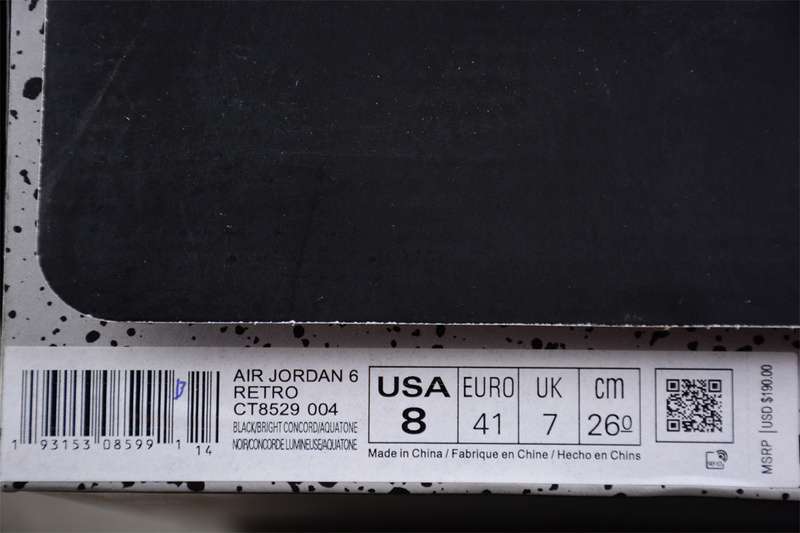 AIR JORDAN 6
RETRO
CT8529 004
BLACK/BRIGHT CONCORD/AQUATONE
NOIR/CONCORDE LUMINEUSE/AQUATONE
1 93153 08599 1
14
USA EURO UK cm
8 41 7 260
Made in China / Fabrique en Chine / Hecho en Chins
MSRP | USD $190.00